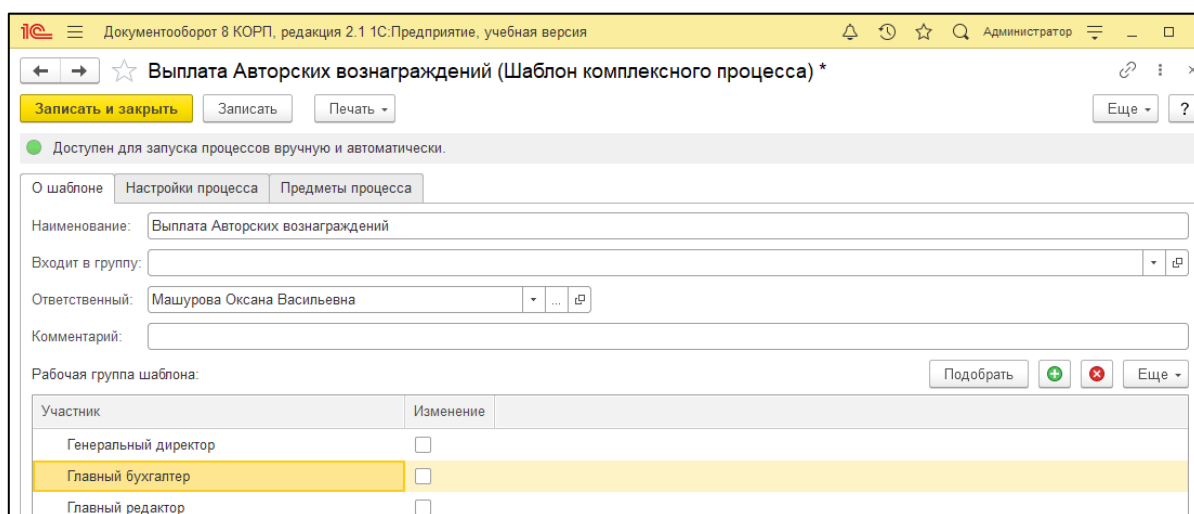 1С Документооборот 8 КОРП, редакция 2.1 1С:Предприятие, учебная версия Администратор
Выплата Авторских вознаграждений (Шаблон комплексного процесса) *
Записать и закрыть Записать Печать Еще ?
Доступен для запуска процессов вручную и автоматически.
О шаблоне Настройки процесса Предметы процесса
Наименование: Выплата Авторских вознаграждений
Входит в группу:
Ответственный: Машурова Оксана Васильевна ...
Комментарий:
Рабочая группа шаблона: Подобрать Еще
Участник Изменение
Генеральный директор
Главный бухгалтер
Главный редактор